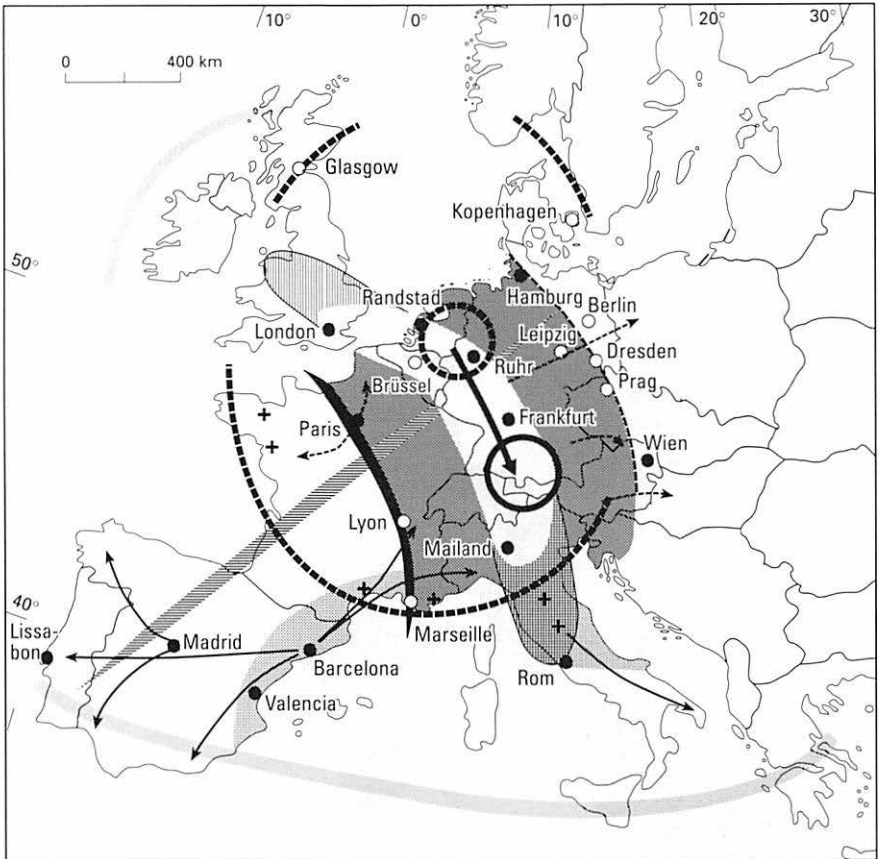 10°
0°
10°
20°
30°
0
400 km
Glasgow
Kopenhagen
50°
Randstad
Hamburg
Berlin
London
Leipzig
Dresden
Ruhr
Brüssel
Prag
Frankfurt
Paris
Wien
Lyon
Mailand
40°
Lissa-
bon
Madrid
Marseille
Barcelona
Rom
Valencia